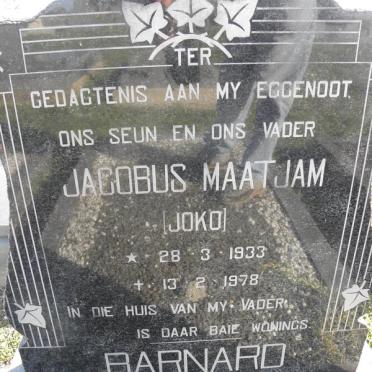 TER
GEDAGTENIS AAN MY EGGENOOT,
ONS SEUN EN ONS VADER
JACOBUS MAATJAM
[JOKO]
★ 28 · 3 · 1933
+ 13 · 2 · 1978
IN DIE HUIS VAN MY VADER
IS DAAR BAIE WONINGS.
BARNARD